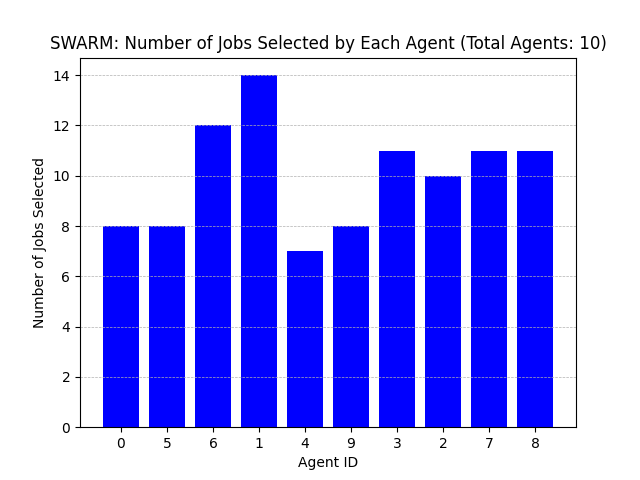 SWARM: Number of Jobs Selected by Each Agent (Total Agents: 10)
14
12
10
8
6
4
2
0
Number of Jobs Selected
0 5 6 1 4 9 3 2 7 8
Agent ID